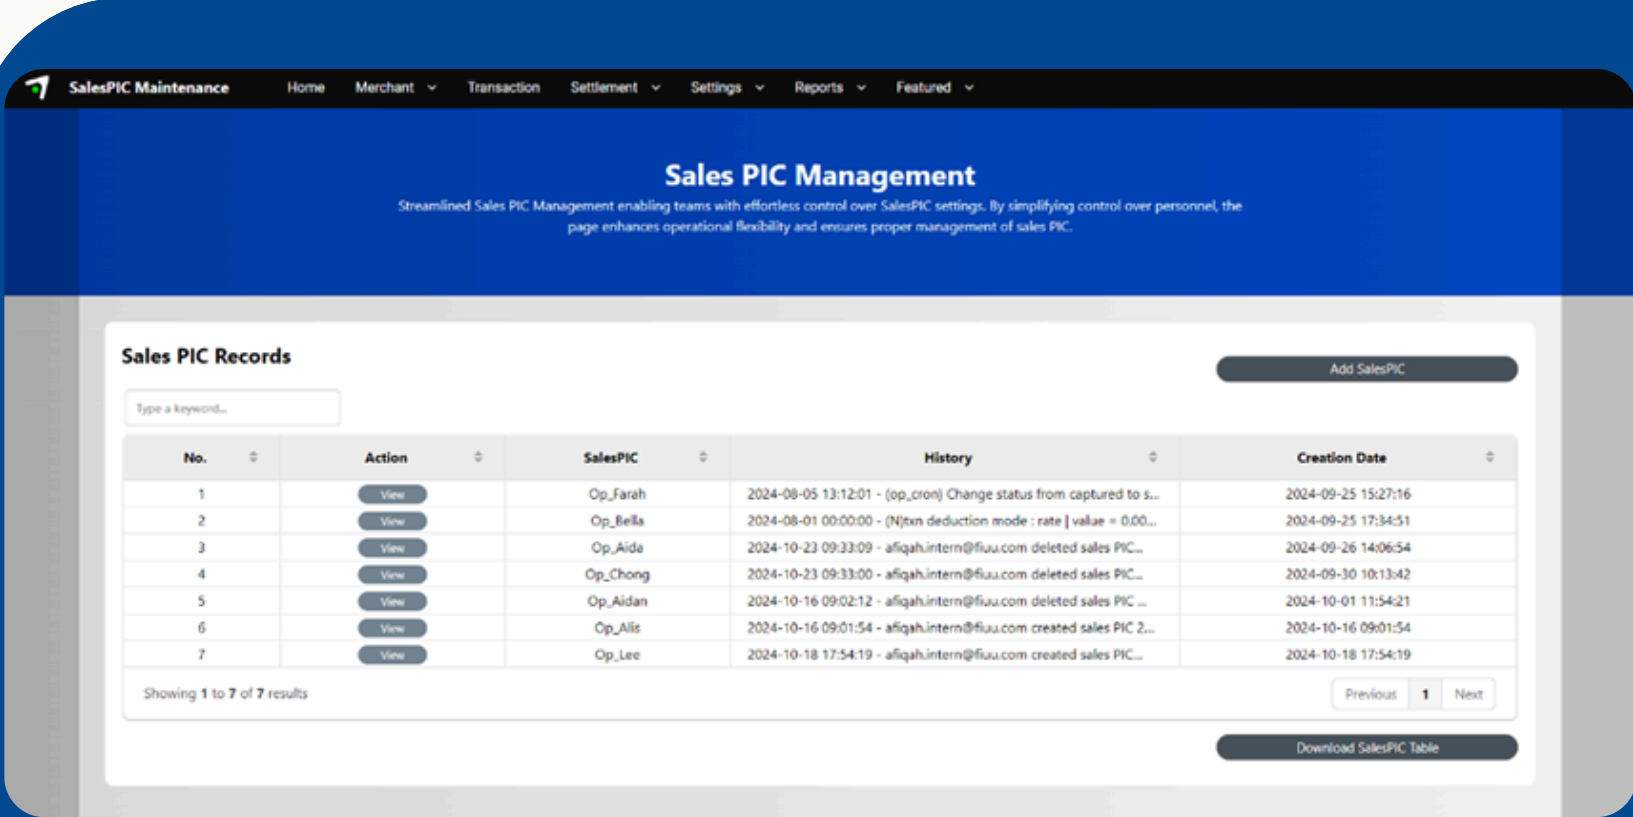 SalesPIC Maintenance Home Merchant Transaction Settlement Settings Reports Featured
Sales PIC Management
Streamlined Sales PIC Management enabling teams with effortless control over SalesPIC settings. By simplifying control over personnel, the
page enhances operational flexibility and ensures proper management of sales PIC.
Sales PIC Records
Add SalesPIC
Type a keyword...
No. Action SalesPIC History Creation Date
1 View Op_Farah 2024-08-05 13:12:01 - (op_cron) Change status from captured to s... 2024-09-25 15:27:16
2 View Op_Bella 2024-08-01 00:00:00 - (N)txn deduction mode : rate | value = 0.00... 2024-09-25 17:34:51
3 View Op_Aida 2024-10-23 09:33:09 - afiqah.intern@fiuu.com deleted sales PIC... 2024-09-26 14:06:54
4 View Op_Chong 2024-10-23 09:33:00 - afiqah.intern@fiuu.com deleted sales PIC... 2024-09-30 10:13:42
5 View Op_Aidan 2024-10-16 09:02:12 - afiqah.intern@fiuu.com deleted sales PIC ... 2024-10-01 11:54:21
6 View Op_Alis 2024-10-16 09:01:54 - afiqah.intern@fiuu.com created sales PIC 2... 2024-10-16 09:01:54
7 View Op_Lee 2024-10-18 17:54:19 - afiqah.intern@fiuu.com created sales PIC... 2024-10-18 17:54:19
Showing 1 to 7 of 7 results
Previous 1 Next
Download SalesPIC Table